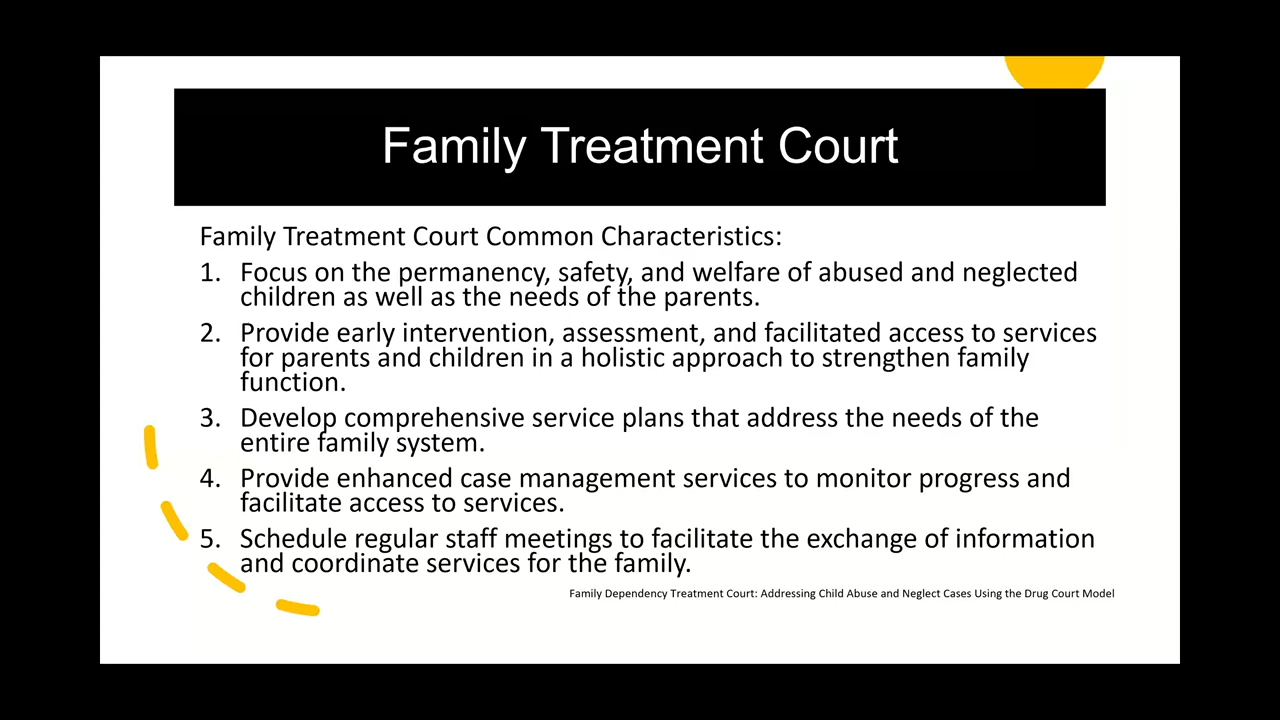 Family Treatment Court
Family Treatment Court Common Characteristics:
1. Focus on the permanency, safety, and welfare of abused and neglected
children as well as the needs of the parents.
2. Provide early intervention, assessment, and facilitated access to services
for parents and children in a holistic approach to strengthen family
function.
3. Develop comprehensive service plans that address the needs of the
entire family system.
4. Provide enhanced case management services to monitor progress and
facilitate access to services.
5. Schedule regular staff meetings to facilitate the exchange of information
and coordinate services for the family.
Family Dependency Treatment Court: Addressing Child Abuse and Neglect Cases Using the Drug Court Model